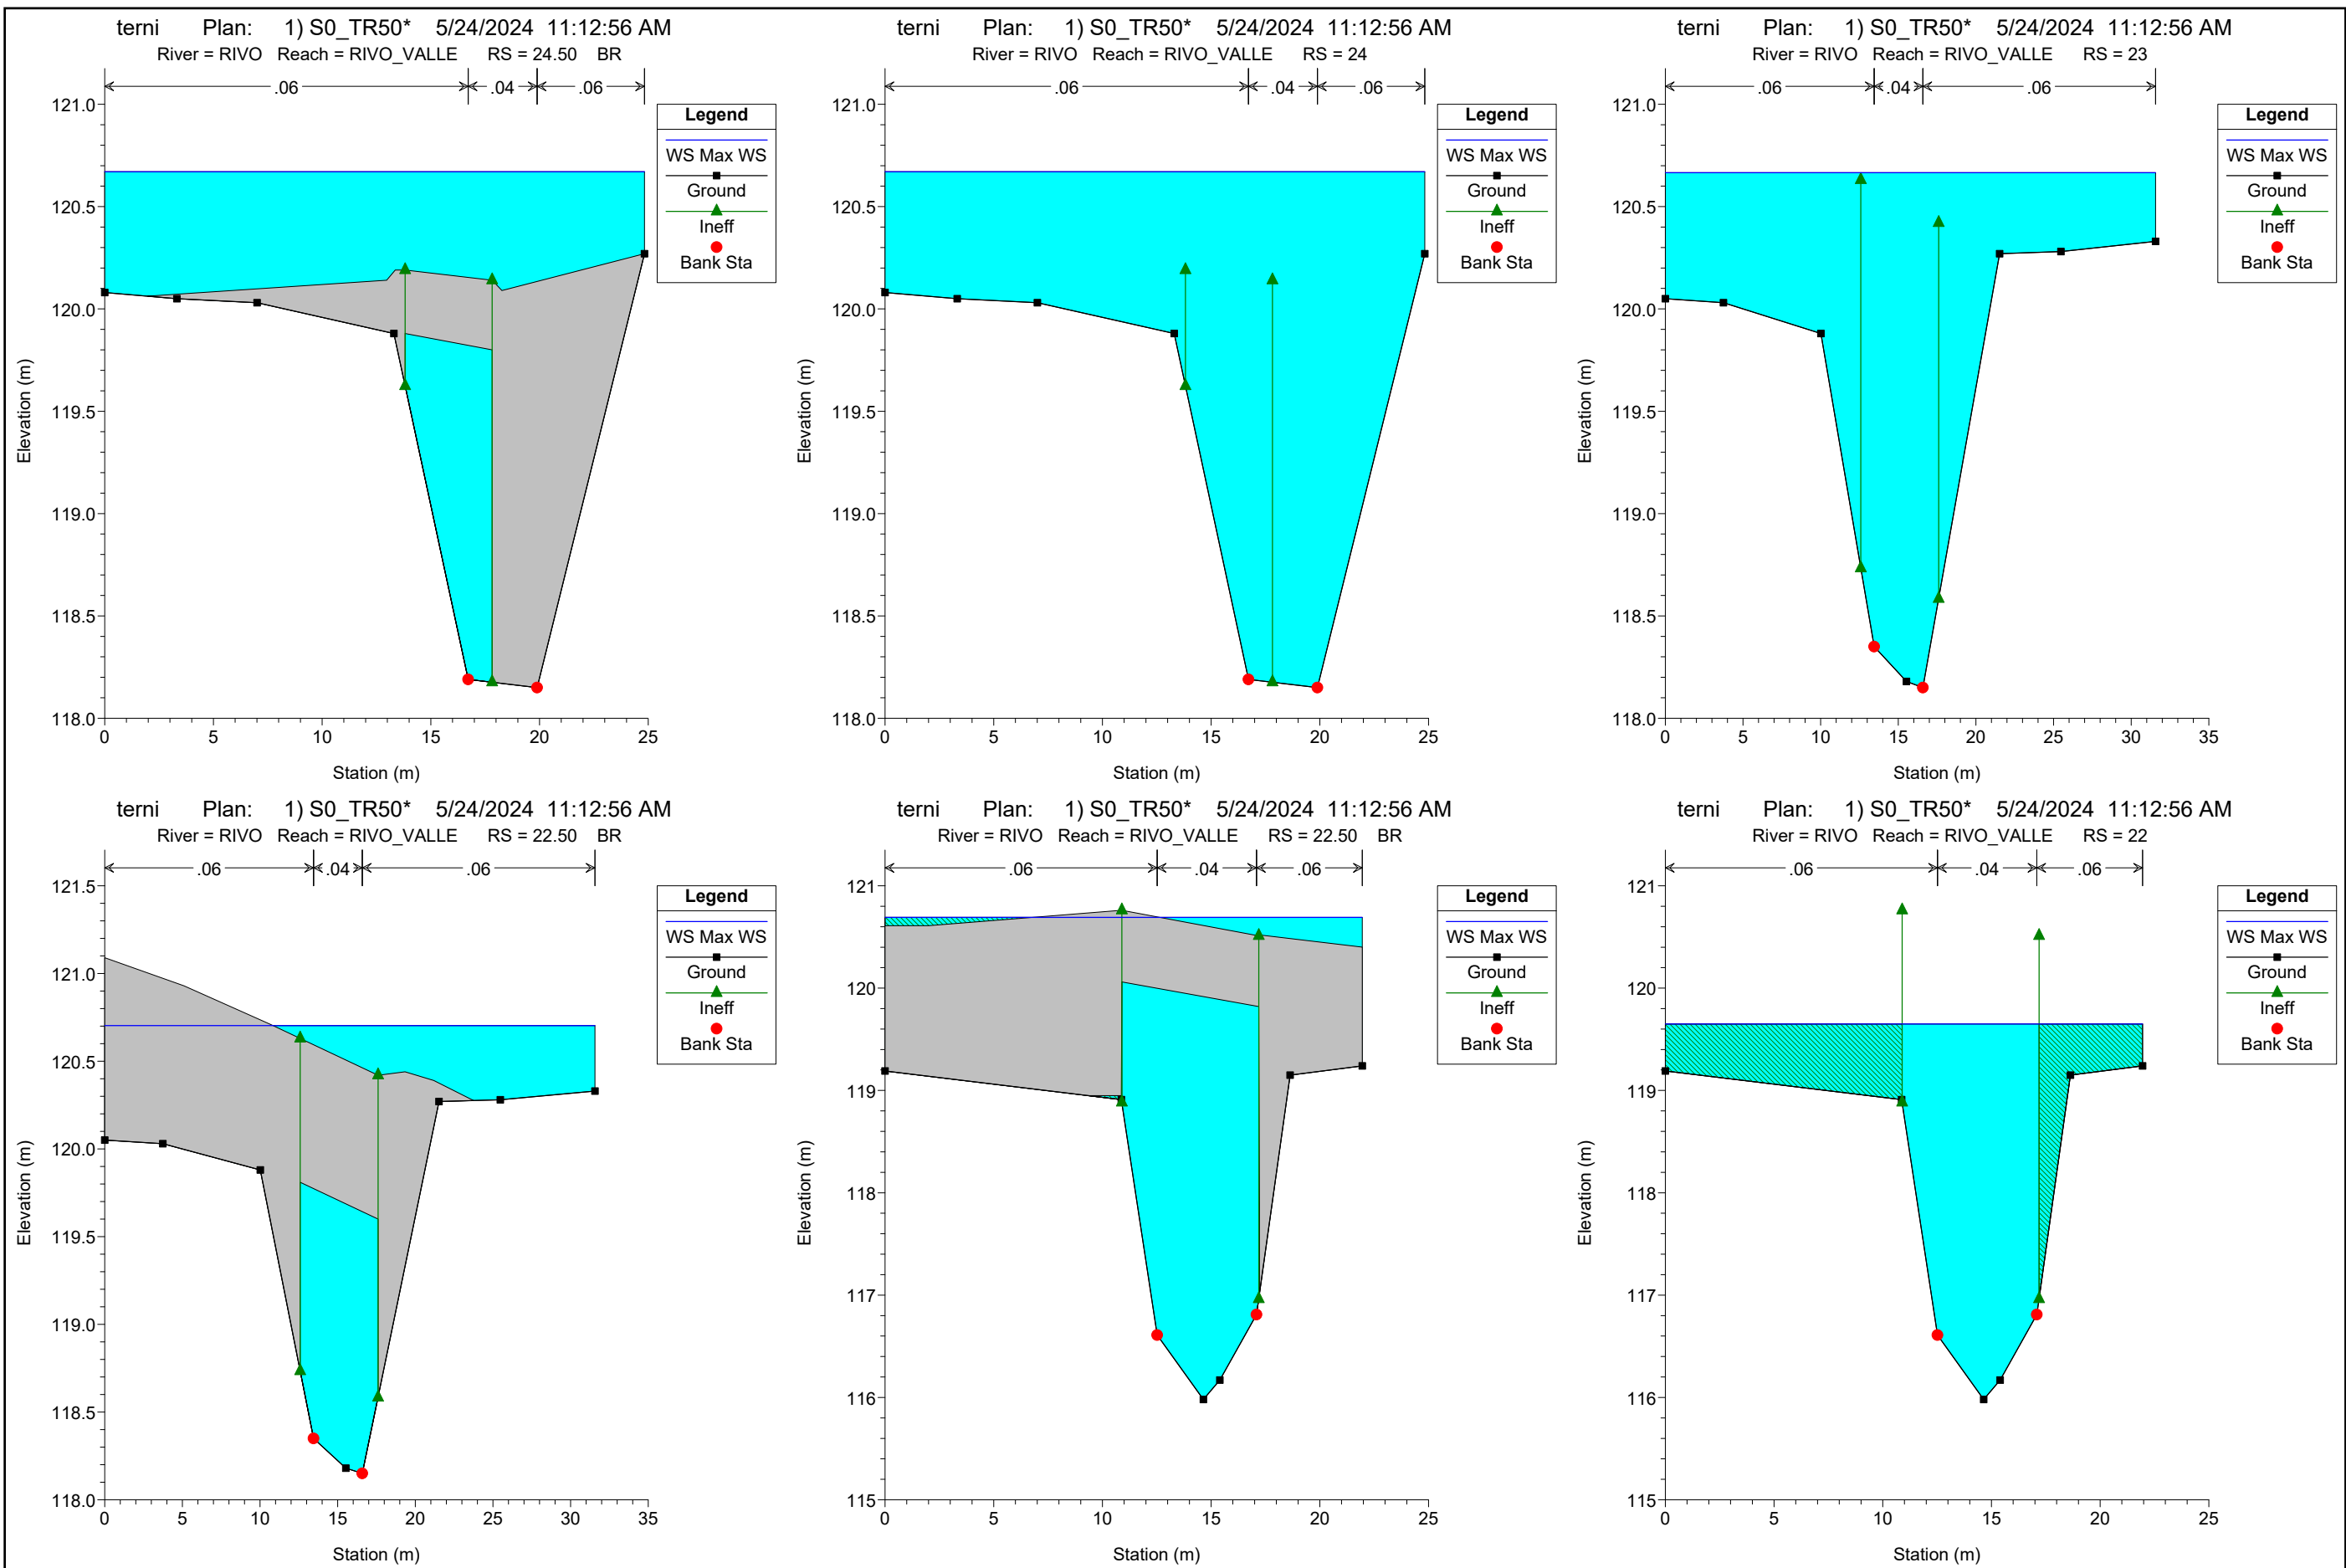 terni Plan: 1) S0_TR50* 5/24/2024 11:12:56 AM
River = RIVO Reach = RIVO_VALLE RS = 24.50 BR
.06 .04 .06
Legend
WS Max WS
Ground
Ineff
Bank Sta
121.0
120.5
120.0
119.5
119.0
118.5
118.0
Elevation (m)
0 5 10 15 20 25
Station (m)
terni Plan: 1) S0_TR50* 5/24/2024 11:12:56 AM
River = RIVO Reach = RIVO_VALLE RS = 24
.06 .04 .06
Legend
WS Max WS
Ground
Ineff
Bank Sta
121.0
120.5
120.0
119.5
119.0
118.5
118.0
Elevation (m)
0 5 10 15 20 25
Station (m)
terni Plan: 1) S0_TR50* 5/24/2024 11:12:56 AM
River = RIVO Reach = RIVO_VALLE RS = 23
.06 .04 .06
Legend
WS Max WS
Ground
Ineff
Bank Sta
121.0
120.5
120.0
119.5
119.0
118.5
118.0
Elevation (m)
0 5 10 15 20 25 30 35
Station (m)
terni Plan: 1) S0_TR50* 5/24/2024 11:12:56 AM
River = RIVO Reach = RIVO_VALLE RS = 22.50 BR
.06 .04 .06
Legend
WS Max WS
Ground
Ineff
Bank Sta
121.5
121.0
120.5
120.0
119.5
119.0
118.5
118.0
Elevation (m)
0 5 10 15 20 25 30 35
Station (m)
terni Plan: 1) S0_TR50* 5/24/2024 11:12:56 AM
River = RIVO Reach = RIVO_VALLE RS = 22.50 BR
.06 .04 .06
Legend
WS Max WS
Ground
Ineff
Bank Sta
121
120
119
118
117
116
115
Elevation (m)
0 5 10 15 20 25
Station (m)
terni Plan: 1) S0_TR50* 5/24/2024 11:12:56 AM
River = RIVO Reach = RIVO_VALLE RS = 22
.06 .04 .06
Legend
WS Max WS
Ground
Ineff
Bank Sta
121
120
119
118
117
116
115
Elevation (m)
0 5 10 15 20 25
Station (m)